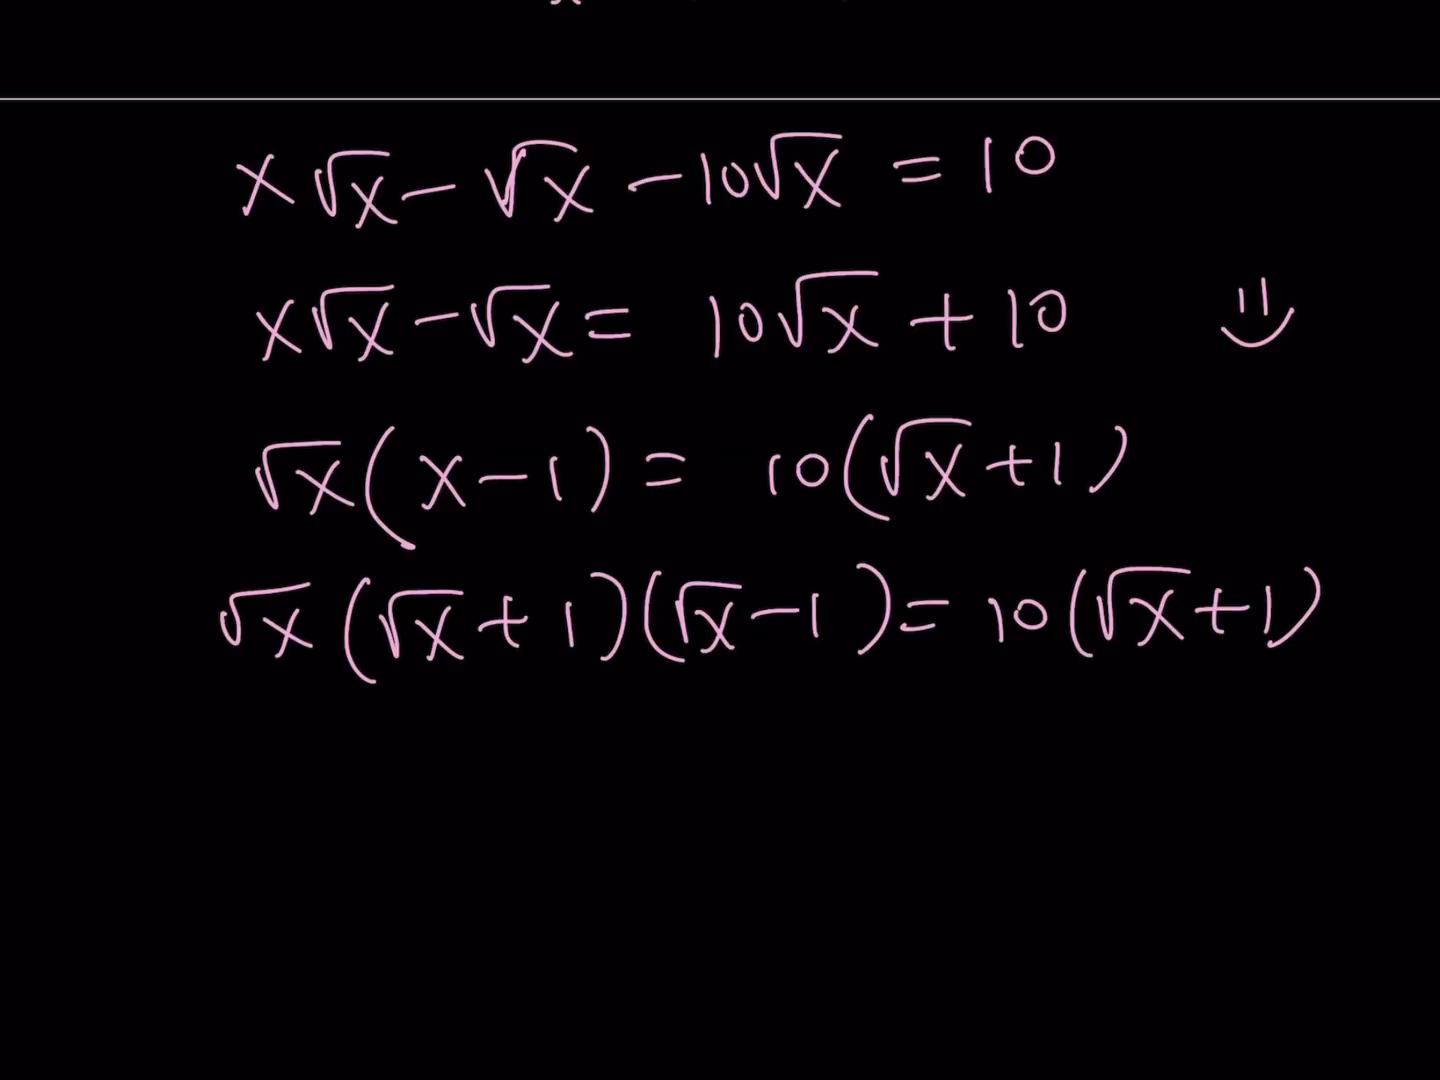 x√x − √x − 10√x = 10
x√x − √x = 10√x + 10
√x(x − 1) = 10(√x + 1)
√x(√x + 1)(√x − 1) = 10(√x + 1)